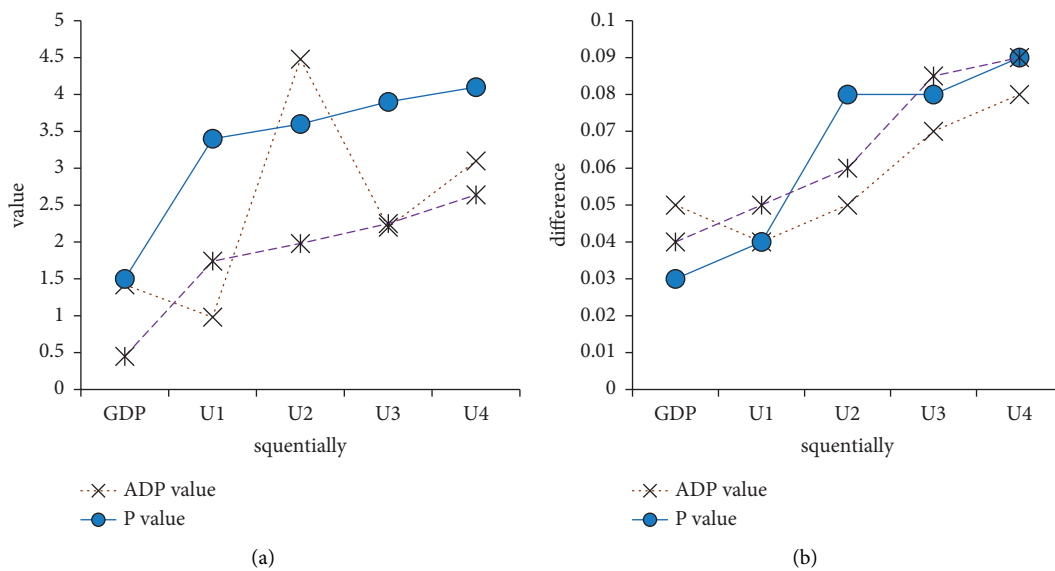 5
4.5
4
3.5
3
2.5
2
1.5
1
0.5
0
value
GDP U1 U2 U3 U4
squentially
ADP value
P value
(a)
0.1
0.09
0.08
0.07
0.06
0.05
0.04
0.03
0.02
0.01
0
difference
GDP U1 U2 U3 U4
squentially
ADP value
P value
(b)